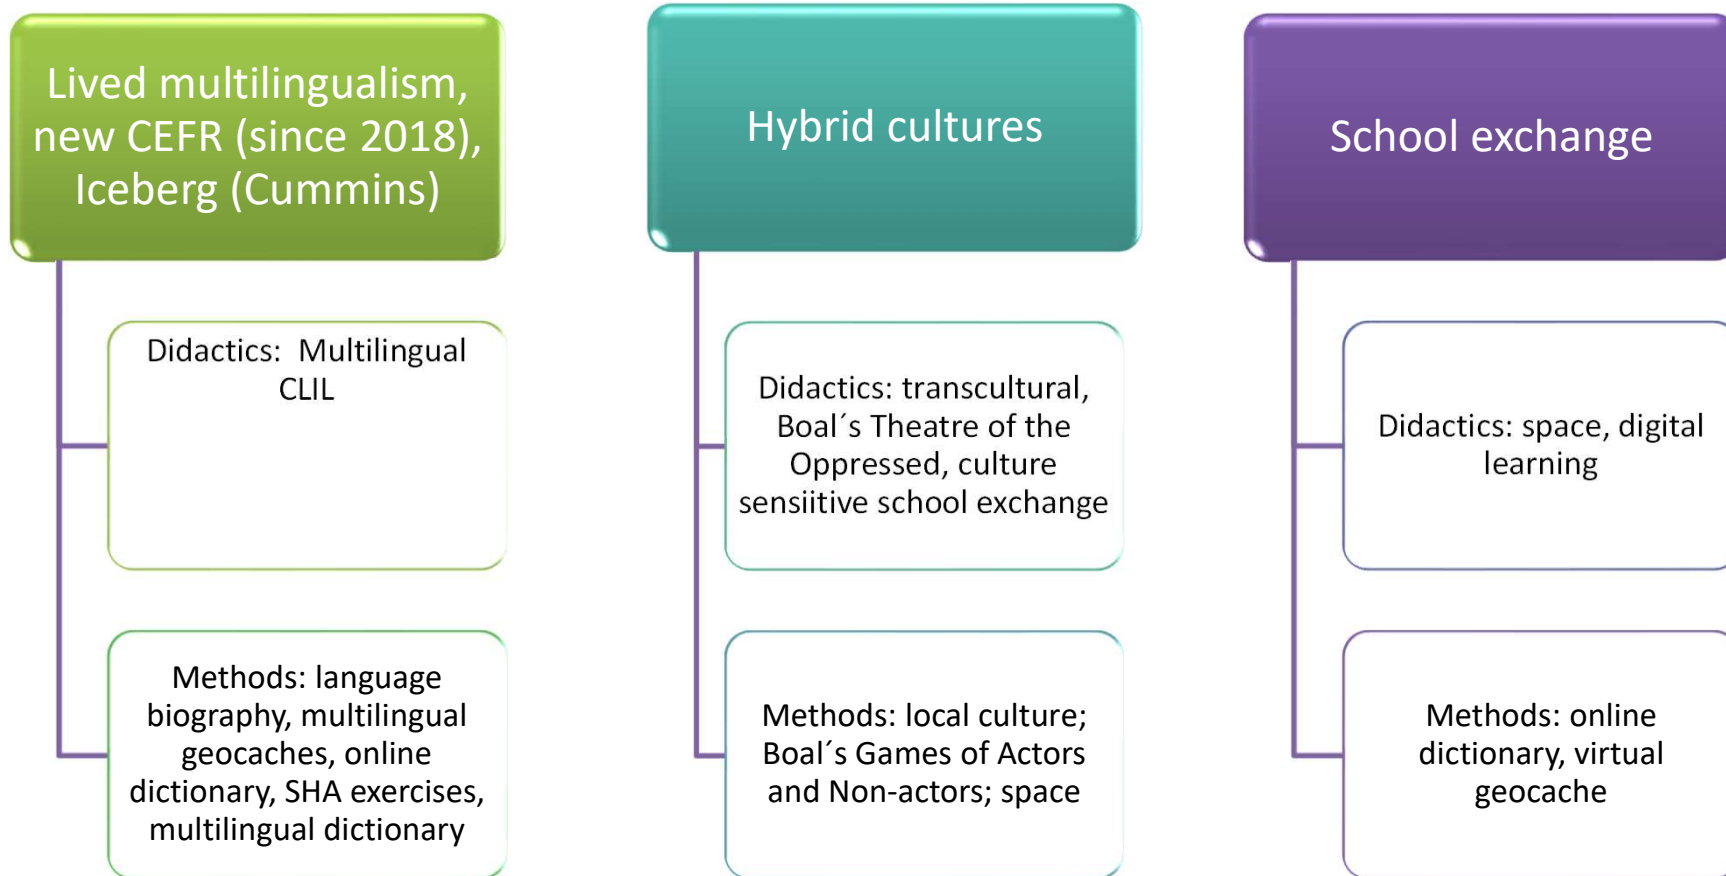 Lived multilingualism,
new CEFR (since 2018),
Iceberg (Cummins)
Didactics: Multilingual
CLIL
Methods: language
biography, multilingual
geocaches, online
dictionary, SHA exercises,
multilingual dictionary
Hybrid cultures
Didactics: transcultural,
Boal´s Theatre of the
Oppressed, culture
sensiitive school exchange
Methods: local culture;
Boal´s Games of Actors
and Non-actors; space
School exchange
Didactics: space, digital
learning
Methods: online
dictionary, virtual
geocache